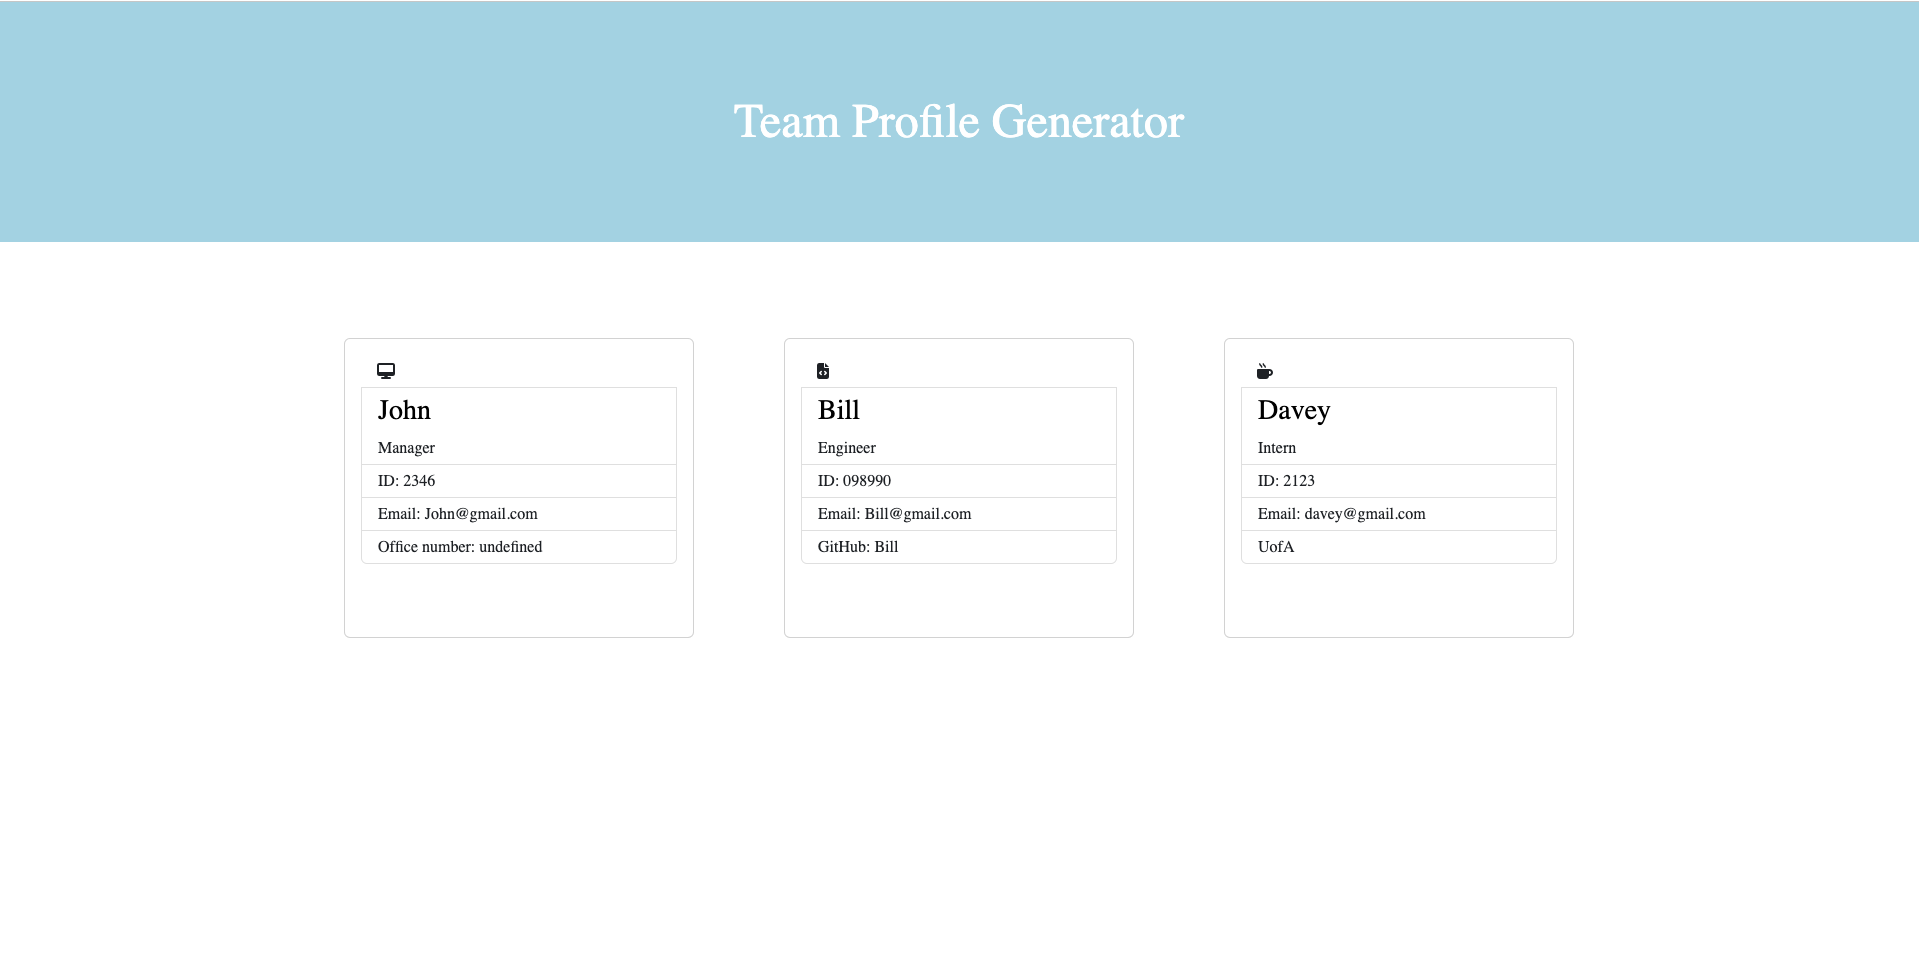 Team Profile Generator
John
Manager
ID: 2346
Email: John@gmail.com
Office number: undefined
Bill
Engineer
ID: 098990
Email: Bill@gmail.com
GitHub: Bill
Davey
Intern
ID: 2123
Email: davey@gmail.com
UofA